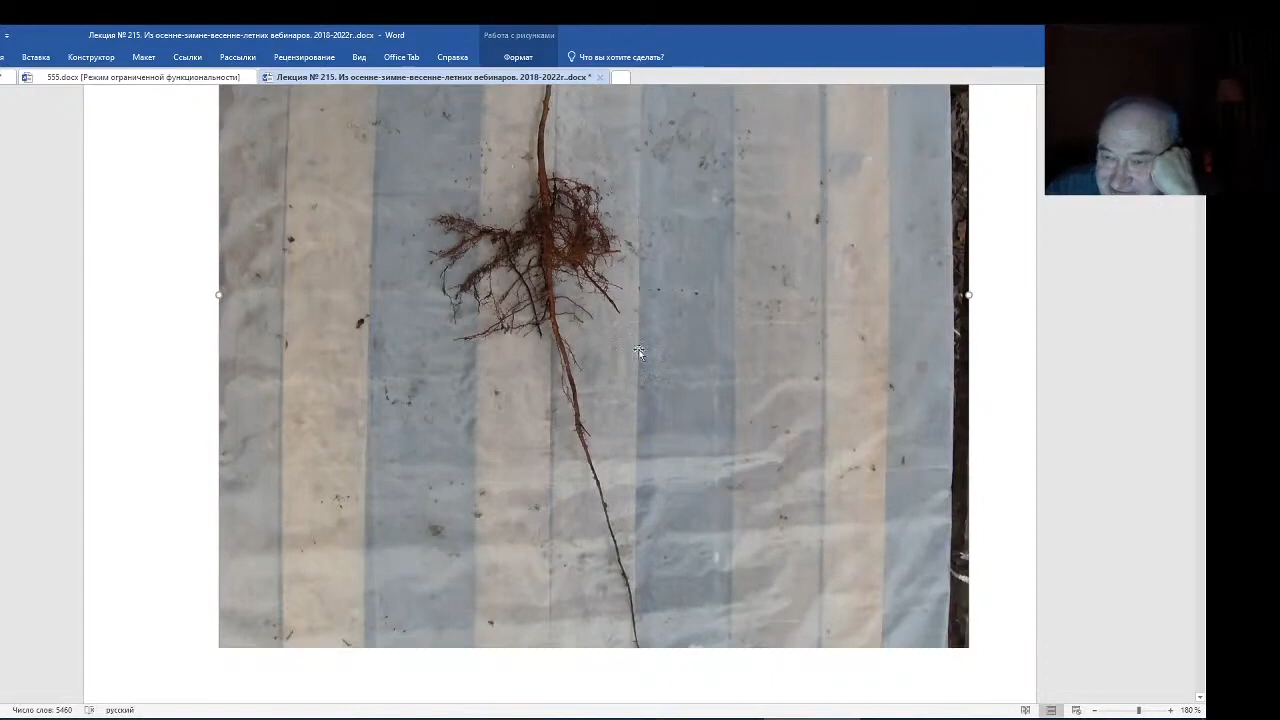 Лекция № 215. Из осенне-зимне-весенне-летних вебинаров. 2018-2022г..docx - Word
Работа с рисунками
я Вставка Конструктор Макет Ссылки Рассылки Рецензирование Вид Office Tab Справка Формат Что вы хотите сделать?
555.docx [Режим ограниченной функциональности] Лекция № 215. Из осенне-зимне-весенне-летних вебинаров. 2018-2022г..docx *
Число слов: 5460 русский 180 %